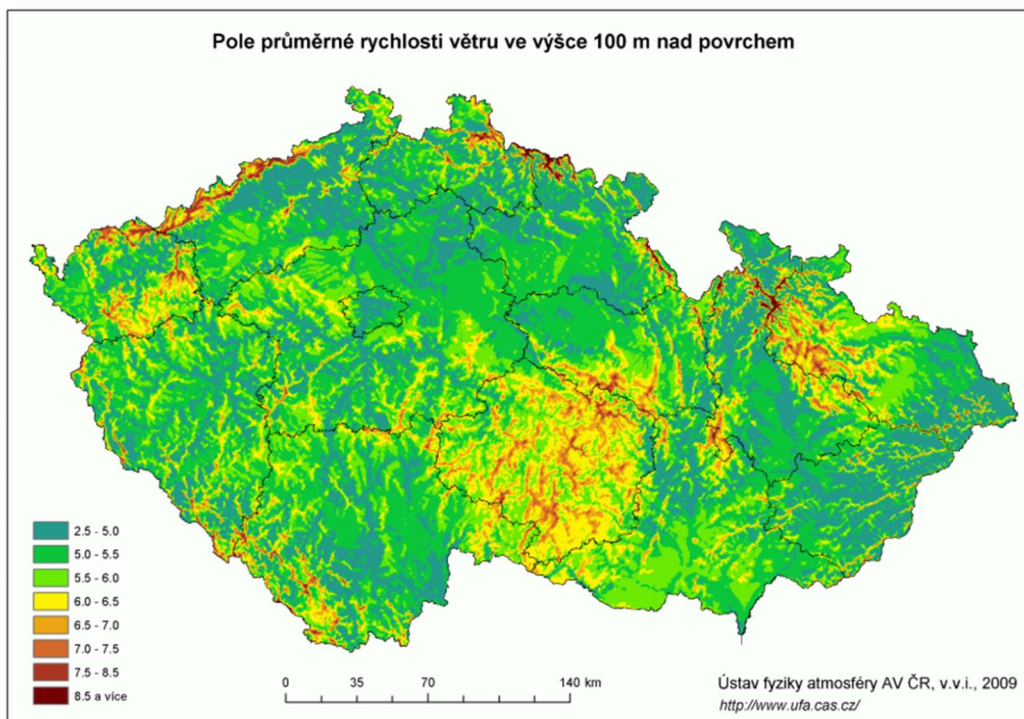 Pole průměrné rychlosti větru ve výšce 100 m nad povrchem
2.5 - 5.0
5.0 - 5.5
5.5 - 6.0
6.0 - 6.5
6.5 - 7.0
7.0 - 7.5
7.5 - 8.5
8.5 a více
0 35 70 140 km
Ústav fyziky atmosféry AV ČR, v.v.i., 2009
http://www.ufa.cas.cz/